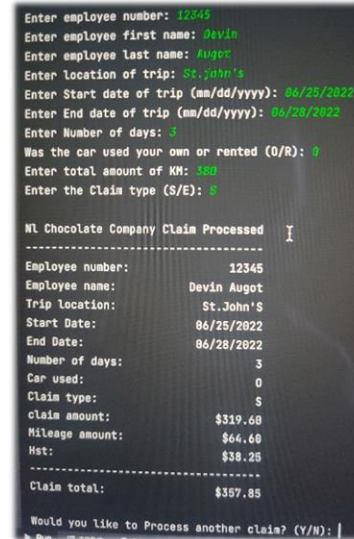 Enter employee number: 12345
Enter employee first name: Devin
Enter employee last name: Augot
Enter location of trip: St.john's
Enter Start date of trip (mm/dd/yyyy): 06/25/2022
Enter End date of trip (mm/dd/yyyy): 06/28/2022
Enter Number of days: 3
Was the car used your own or rented (O/R): O
Enter total amount of KM: 380
Enter the Claim type (S/E): S
Nl Chocolate Company Claim Processed
------------------------------------
Employee number: 12345
Employee name: Devin Augot
Trip location: St.John'S
Start Date: 06/25/2022
End Date: 06/28/2022
Number of days: 3
Car used: O
Claim type: S
claim amount: $319.60
Mileage amount: $64.60
Hst: $38.25
------------------------------------
Claim total: $357.85
Would you like to Process another claim? (Y/N):